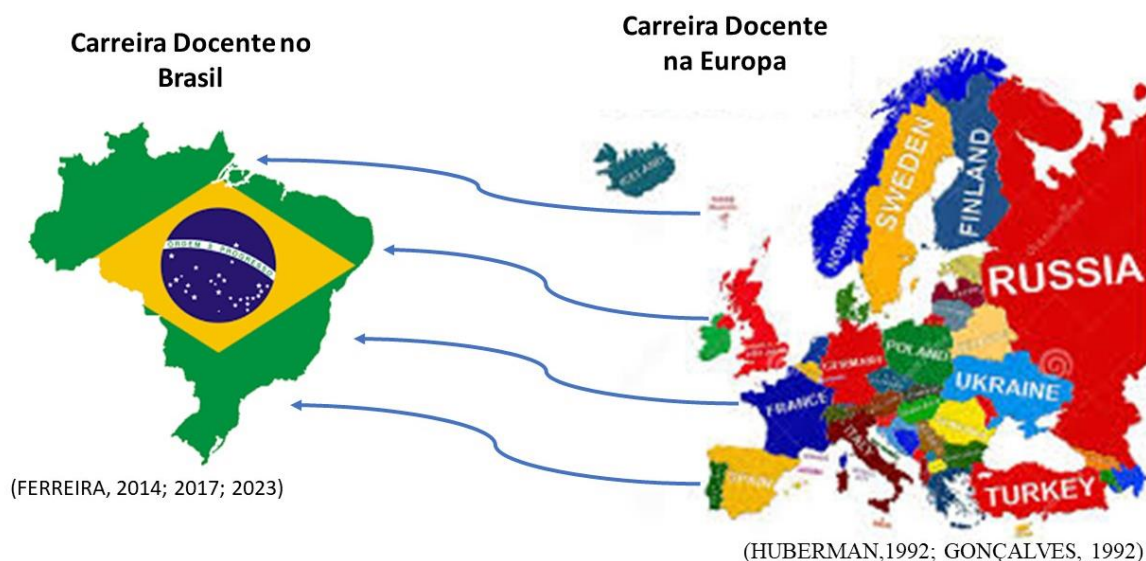 Carreira Docente no
Brasil
Carreira Docente
na Europa
ORDEM E PROGRESSO
ICELAND
NORWAY
SWEDEN
FINLAND
RUSSIA
GERMANY
POLAND
UKRAINE
FRANCE
ITALY
SPAIN
TURKEY
(FERREIRA, 2014; 2017; 2023)
(HUBERMAN,1992; GONÇALVES, 1992)